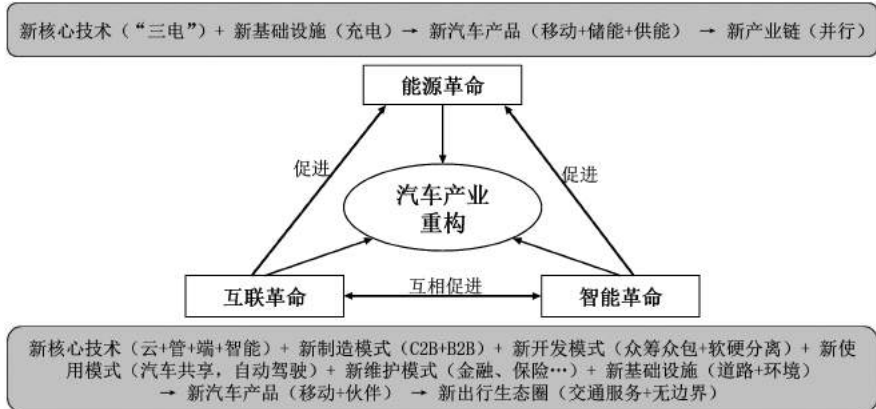 新核心技术（“三电”）+ 新基础设施（充电）→ 新汽车产品（移动+储能+供能） → 新产业链（并行）
能源革命
促进
促进
汽车产业
重构
互联革命
互相促进
智能革命
新核心技术（云+管+端+智能）+ 新制造模式（C2B+B2B）+ 新开发模式（众筹众包+软硬分离）+ 新使
用模式（汽车共享，自动驾驶）+ 新维护模式（金融、保险…）+ 新基础设施（道路+环境）
→ 新汽车产品（移动+伙伴） → 新出行生态圈（交通服务+无边界）